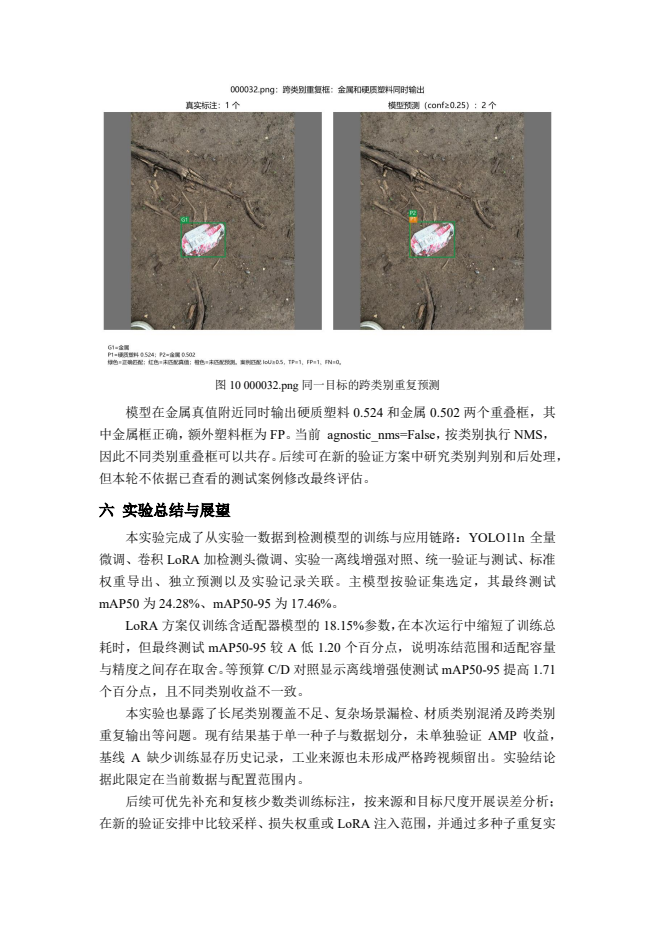 000032.png：跨类别重复框：金属和硬质塑料同时输出
真实标注：1 个
模型预测（conf≥0.25）：2 个
G1
P2
G1=金属
P1=硬质塑料 0.524；P2=金属 0.502
绿色=正确匹配；红色=未匹配真值；橙色=未匹配预测。案例匹配 IoU≥0.5，TP=1，FP=1，FN=0。
图 10 000032.png 同一目标的跨类别重复预测
模型在金属真值附近同时输出硬质塑料 0.524 和金属 0.502 两个重叠框，其
中金属框正确，额外塑料框为 FP。当前 agnostic_nms=False，按类别执行 NMS，
因此不同类别重叠框可以共存。后续可在新的验证方案中研究类别判别和后处理，
但本轮不依据已查看的测试案例修改最终评估。
六 实验总结与展望
本实验完成了从实验一数据到检测模型的训练与应用链路：YOLO11n 全量
微调、卷积 LoRA 加检测头微调、实验一离线增强对照、统一验证与测试、标准
权重导出、独立预测以及实验记录关联。主模型按验证集选定，其最终测试
mAP50 为 24.28%、mAP50-95 为 17.46%。
LoRA 方案仅训练含适配器模型的 18.15%参数，在本次运行中缩短了训练总
耗时，但最终测试 mAP50-95 较 A 低 1.20 个百分点，说明冻结范围和适配容量
与精度之间存在取舍。等预算 C/D 对照显示离线增强使测试 mAP50-95 提高 1.71
个百分点，且不同类别收益不一致。
本实验也暴露了长尾类别覆盖不足、复杂场景漏检、材质类别混淆及跨类别
重复输出等问题。现有结果基于单一种子与数据划分，未单独验证 AMP 收益，
基线 A 缺少训练显存历史记录，工业来源也未形成严格跨视频留出。实验结论
据此限定在当前数据与配置范围内。
后续可优先补充和复核少数类训练标注，按来源和目标尺度开展误差分析；
在新的验证安排中比较采样、损失权重或 LoRA 注入范围，并通过多种子重复实